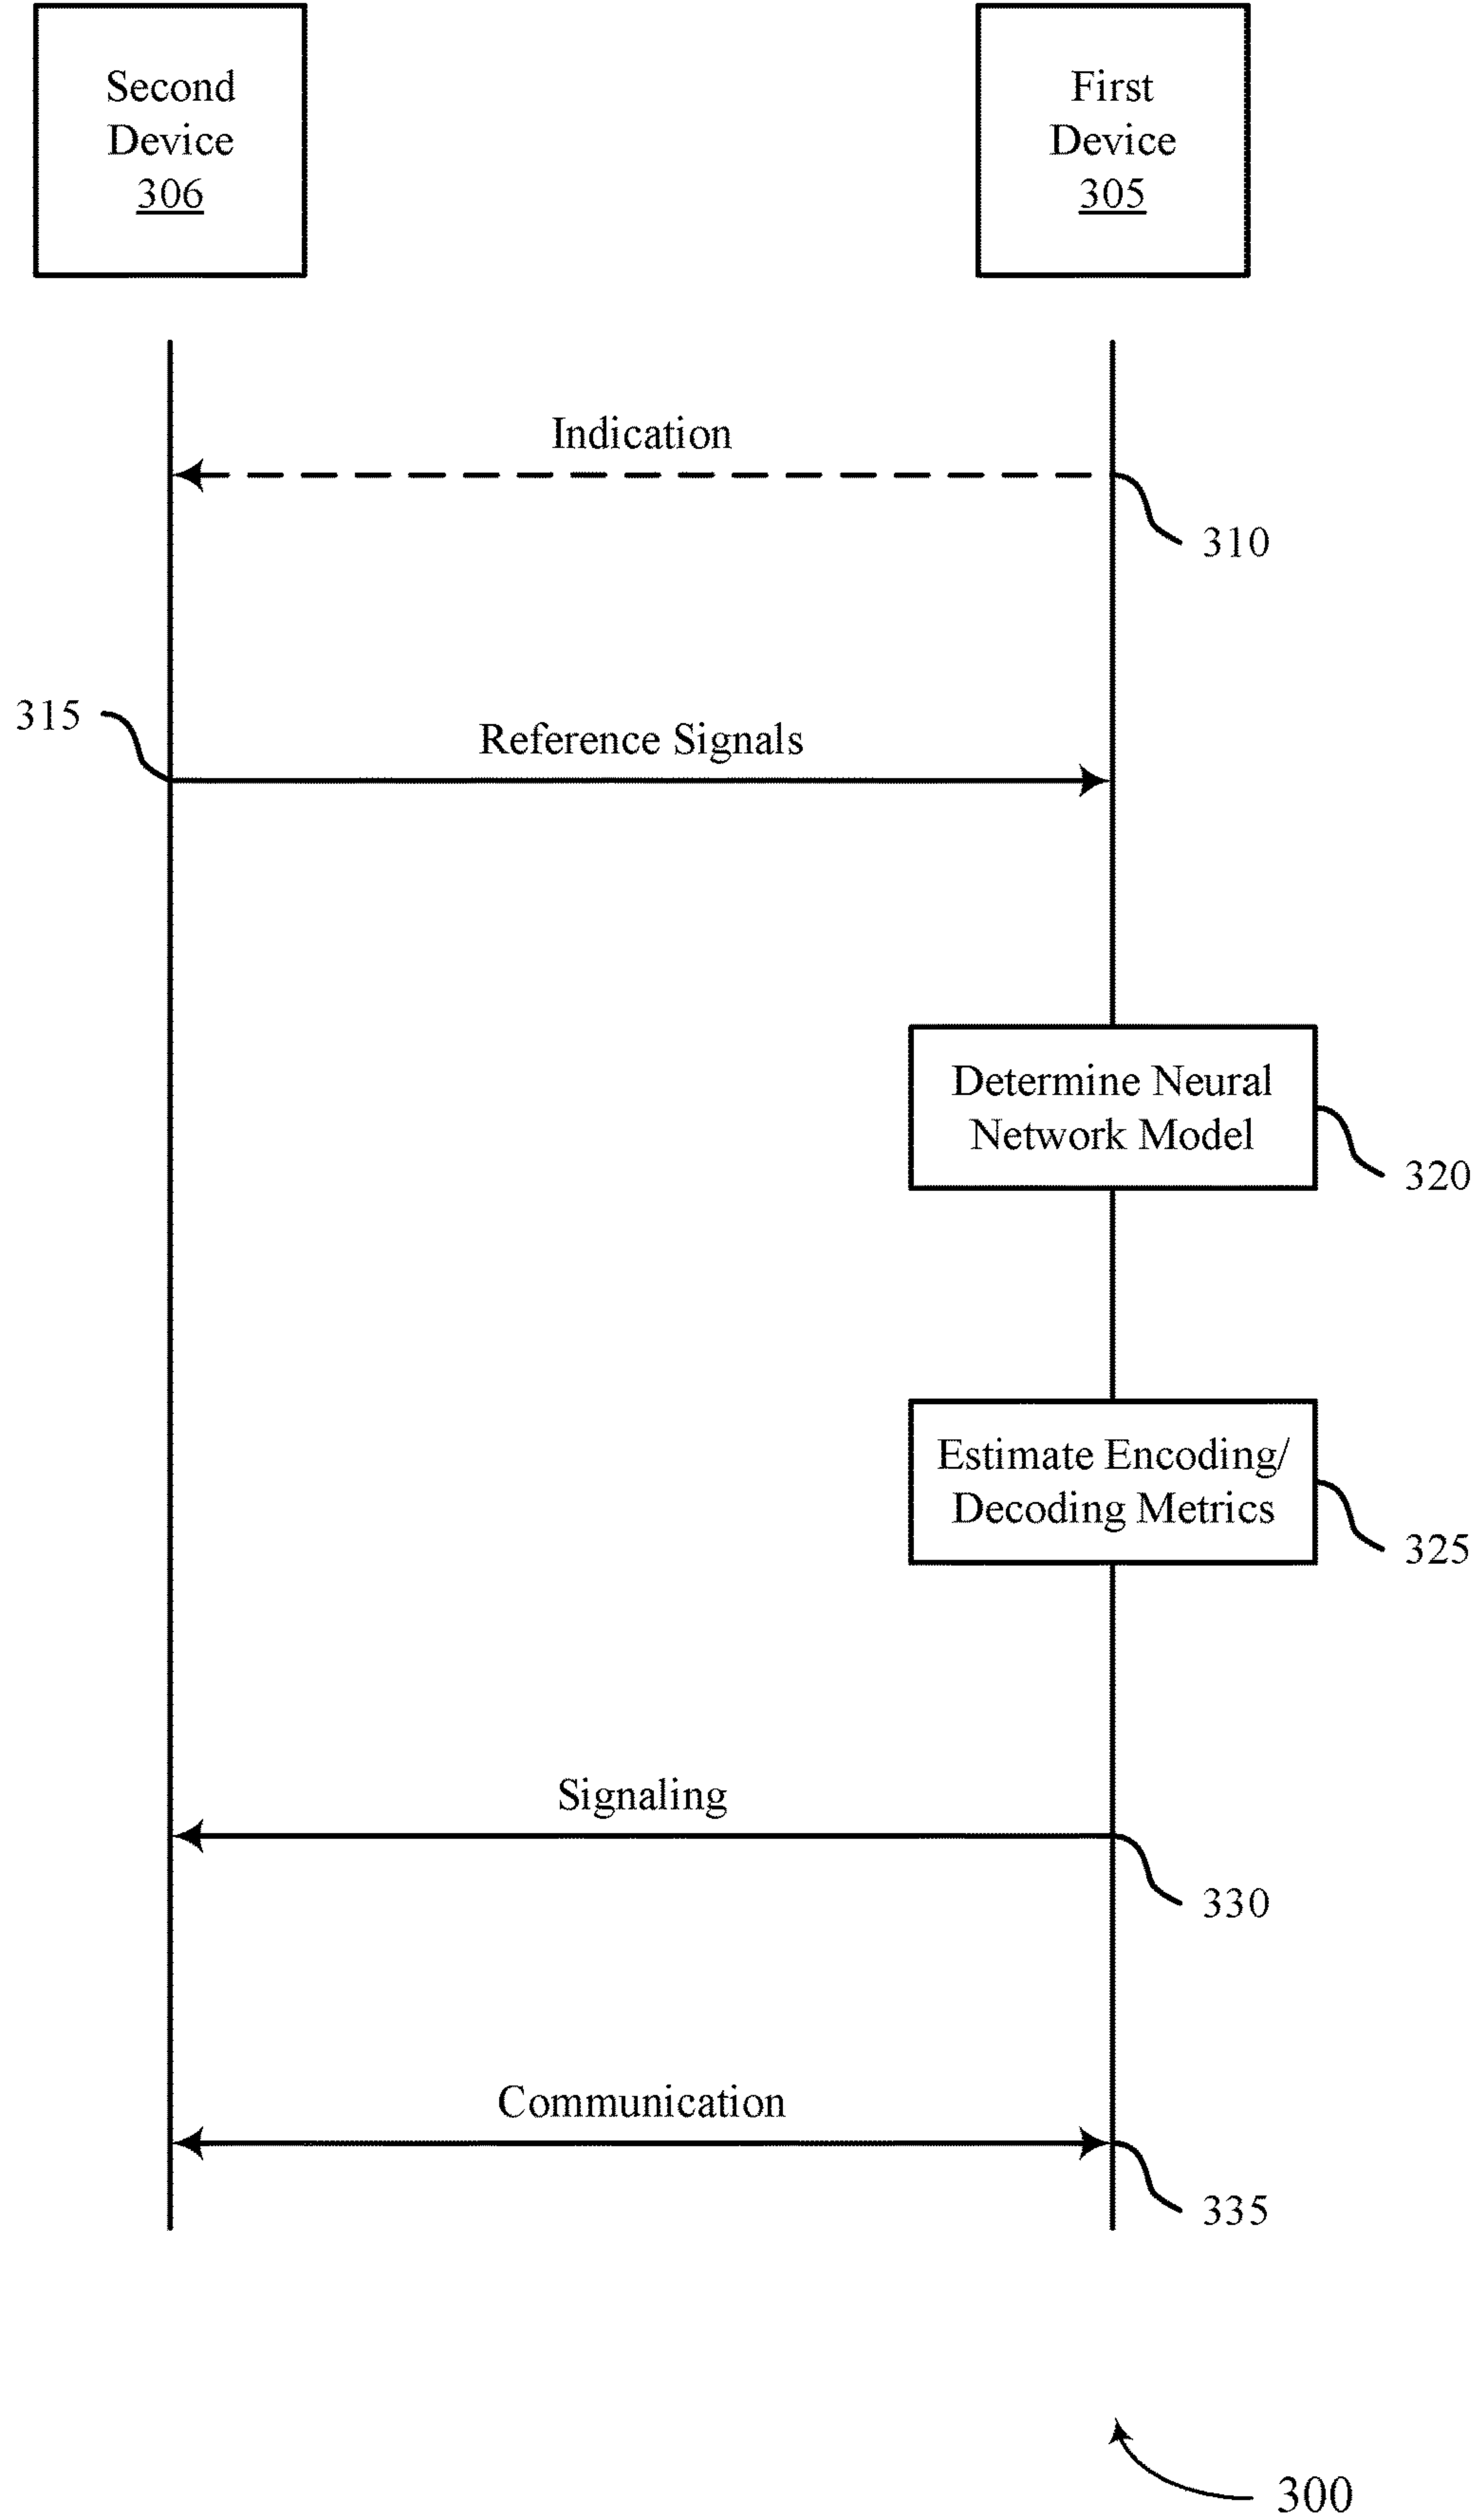 Second
Device
306
First
Device
305
Indication
310
315
Reference Signals
Determine Neural
Network Model
320
Estimate Encoding/
Decoding Metrics
325
Signaling
330
Communication
335
300